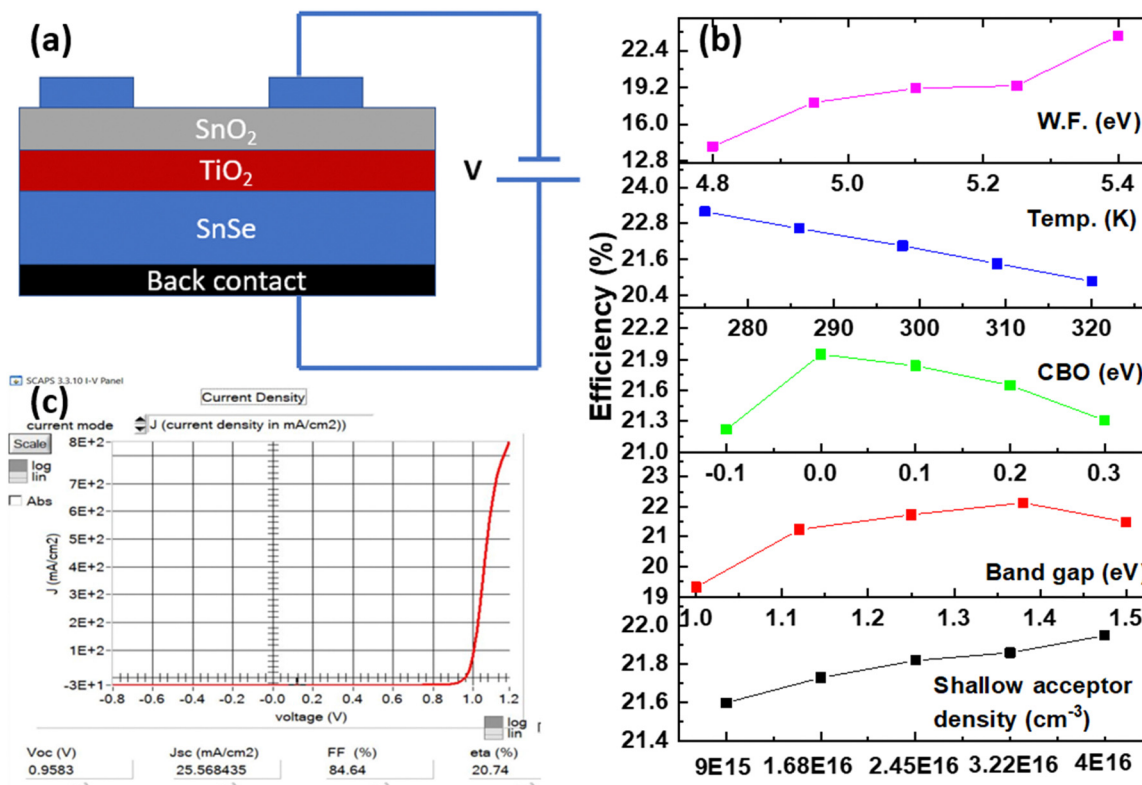 (a)
SnO2
TiO2
SnSe
Back contact
V
(b)
Efficiency (%)
22.4
19.2
16.0
12.8
W.F. (eV)
4.8 5.0 5.2 5.4
24.0
22.8
21.6
20.4
Temp. (K)
280 290 300 310 320
22.2
21.9
21.6
21.3
21.0
CBO (eV)
-0.1 0.0 0.1 0.2 0.3
23
22
21
20
19
Band gap (eV)
1.0 1.1 1.2 1.3 1.4 1.5
22.0
21.8
21.6
21.4
Shallow acceptor
density (cm-3)
9E15 1.68E16 2.45E16 3.22E16 4E16
SCAPS 3.3.10 I-V Panel
(c)
Current Density
current mode J (current density in mA/cm2))
Scale
log
lin
Abs
J (mA/cm2)
8E+2
7E+2
6E+2
5E+2
4E+2
3E+2
2E+2
1E+2
-3E+1
-0.8 -0.6 -0.4 -0.2 -0.0 0.2 0.4 0.6 0.8 1.0 1.2
voltage (V)
log
lin
Voc (V) Jsc (mA/cm2) FF (%) eta (%)
0.9583 25.568435 84.64 20.74